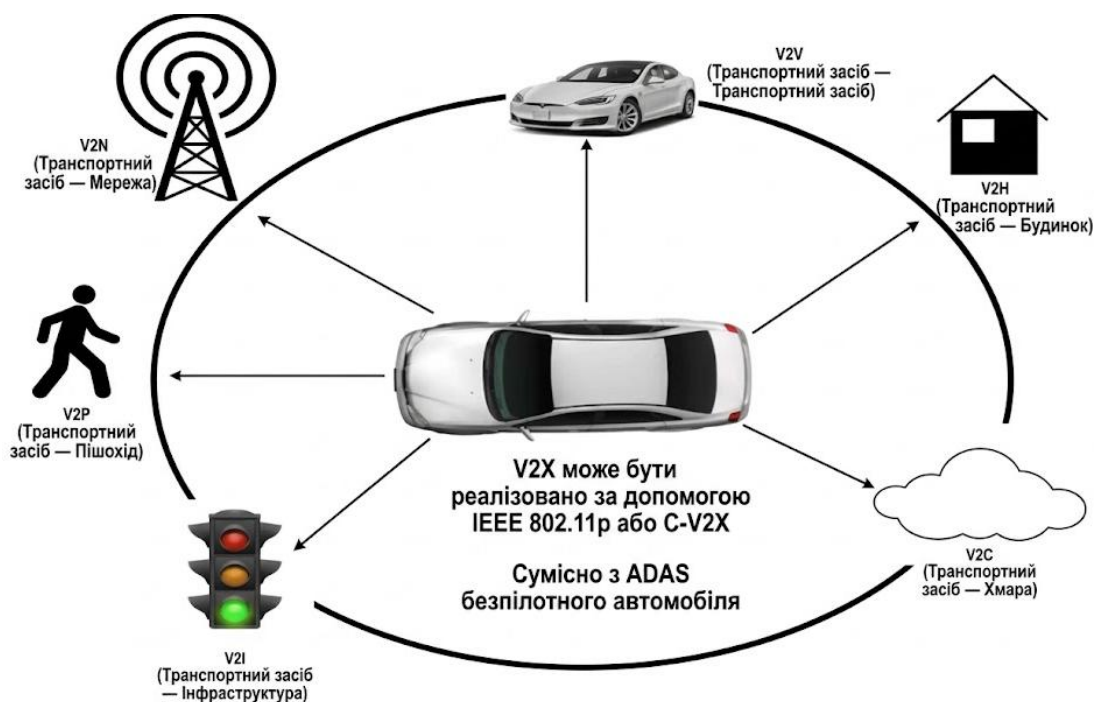 V2V
(Транспортний засіб —
Транспортний засіб)
V2N
(Транспортний
засіб — Мережа)
V2H
(Транспортний
засіб — Будинок)
V2P
(Транспортний
засіб — Пішохід)
V2X може бути
реалізовано за допомогою
IEEE 802.11p або C-V2X
Сумісно з ADAS
безпілотного автомобіля
V2C
(Транспортний
засіб — Хмара)
V2I
(Транспортний засіб
— Інфраструктура)